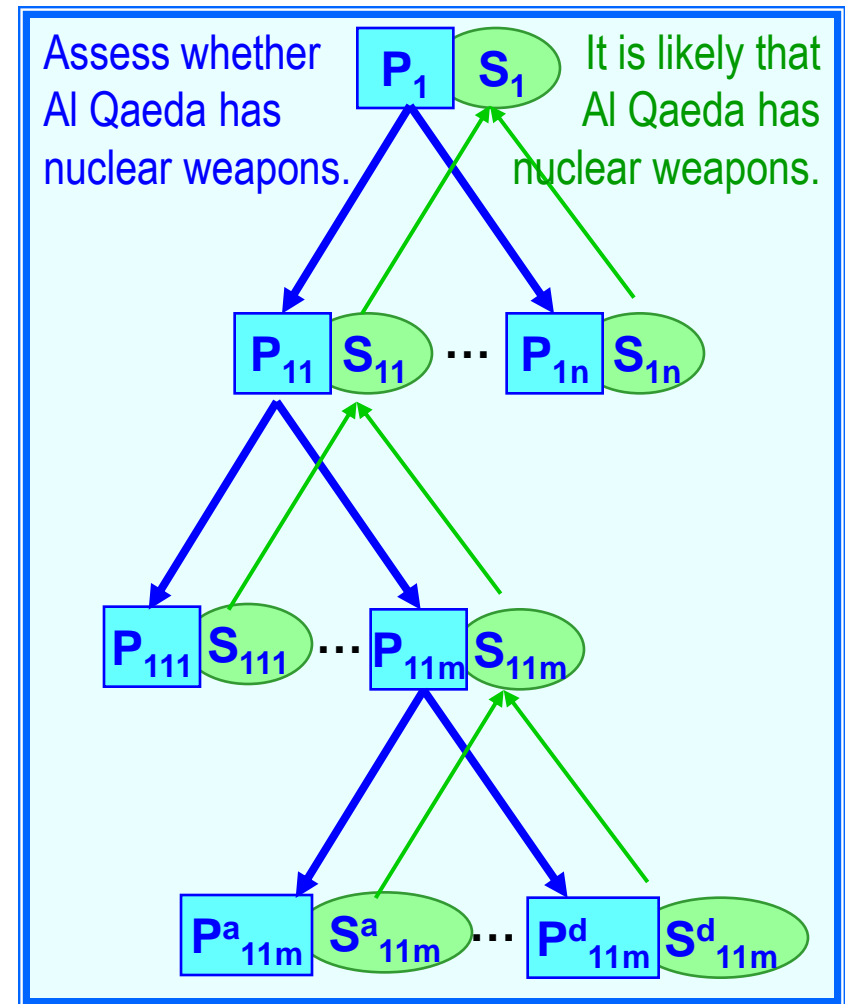 Assess whether
Al Qaeda has
nuclear weapons.
P₁ S₁
It is likely that
Al Qaeda has
nuclear weapons.
P₁₁ S₁₁ ... P₁ₙ S₁ₙ
P₁₁₁ S₁₁₁ ... P₁₁ₘ S₁₁ₘ
Pᵃ₁₁ₘ Sᵃ₁₁ₘ ... Pᵈ₁₁ₘ Sᵈ₁₁ₘ